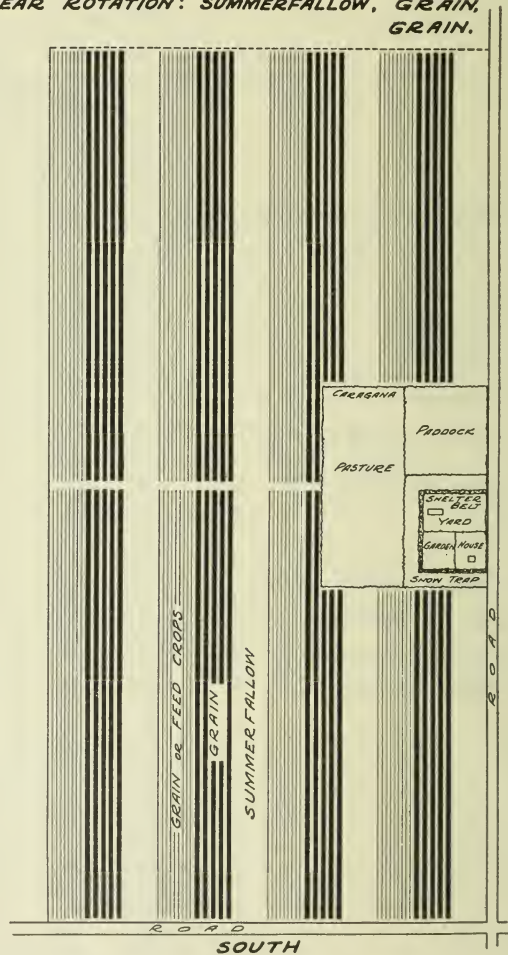 EAR ROTATION: SUMMERFALLOW, GRAIN,
GRAIN.
CARAGANA
PADDOCK
PASTURE
SHELTER
BELT
YARD
GARDEN HOUSE
SNOW TRAP
ROAD
GRAIN or FEED CROPS
GRAIN
SUMMERFALLOW
ROAD
SOUTH